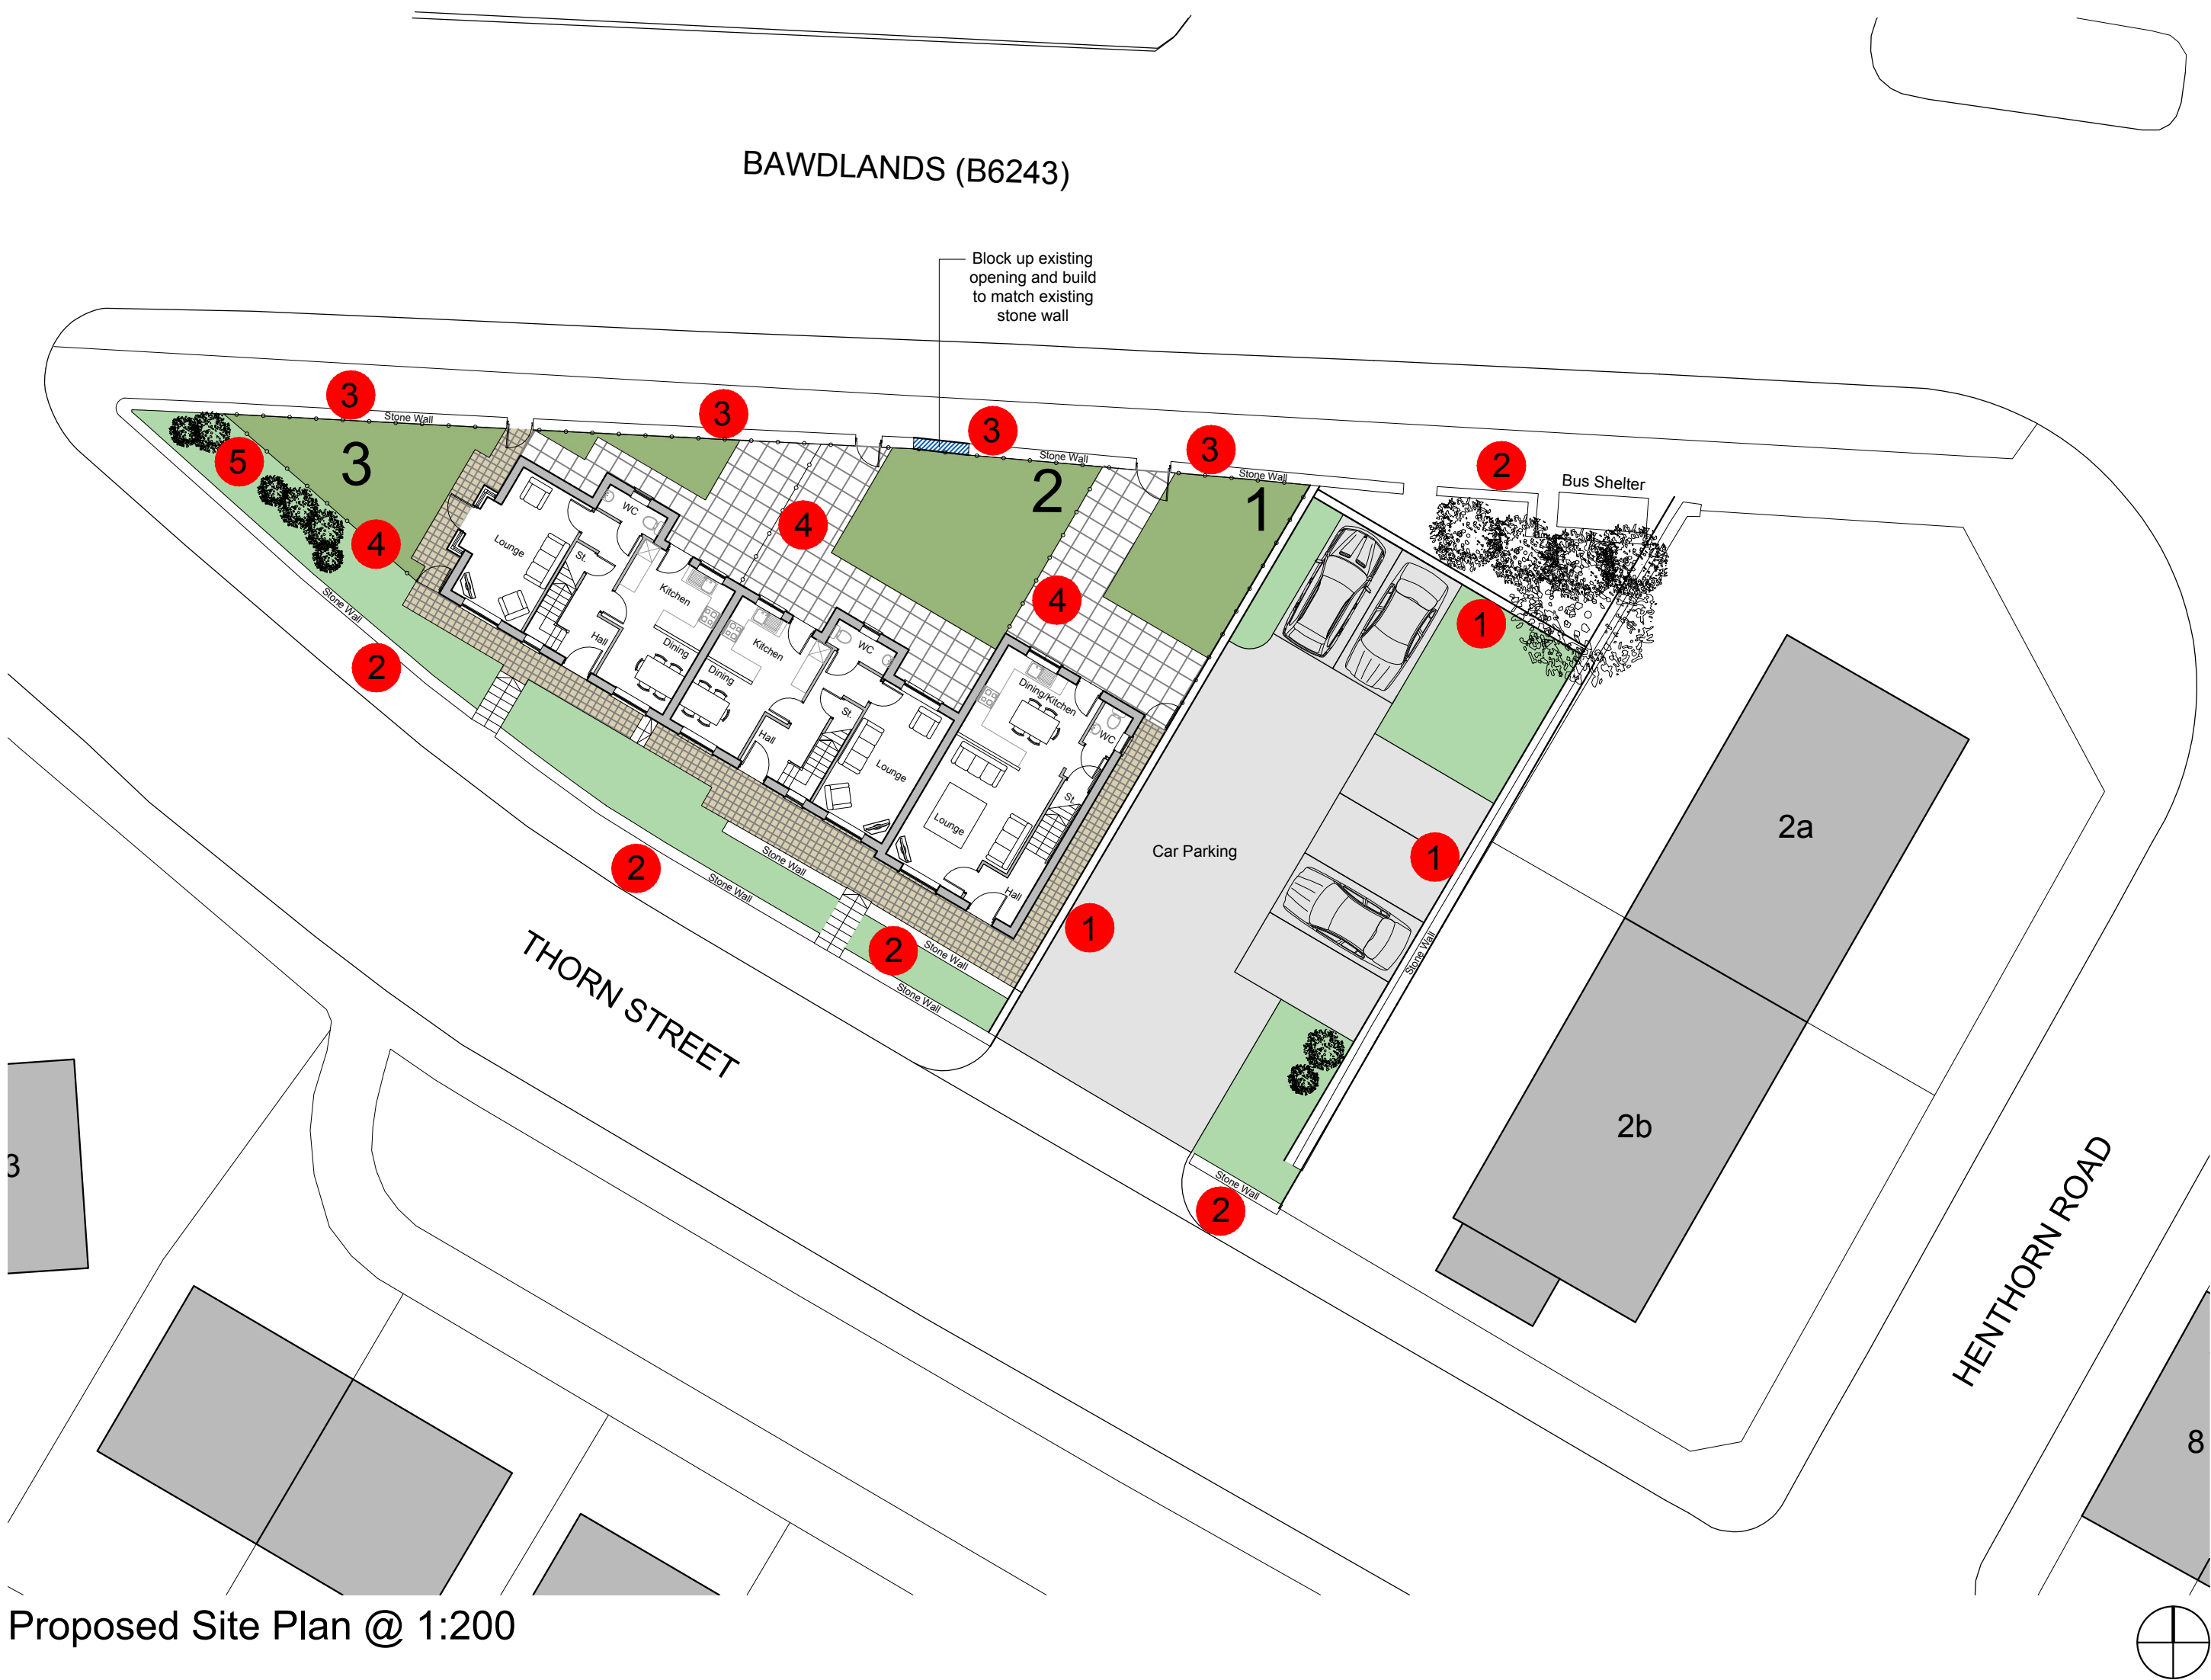 BAWDLANDS (B6243)
Block up existing
opening and build
to match existing
stone wall
3
Stone Wall
3
3
Stone Wall
3
Stone Wall
2
Bus Shelter
5
3
4
2
1
4
4
1
WC
Lounge
St.
Kitchen
Hall
Dining
Kitchen
Dining
WC
St.
Hall
Lounge
Dining/Kitchen
WC
St.
Lounge
Hall
Stone Wall
2
2
Stone Wall
Stone Wall
2
Stone Wall
Stone Wall
1
Car Parking
1
Stone Wall
2a
2b
THORN STREET
Stone Wall
2
3
HENTHORN ROAD
8
Proposed Site Plan @ 1:200